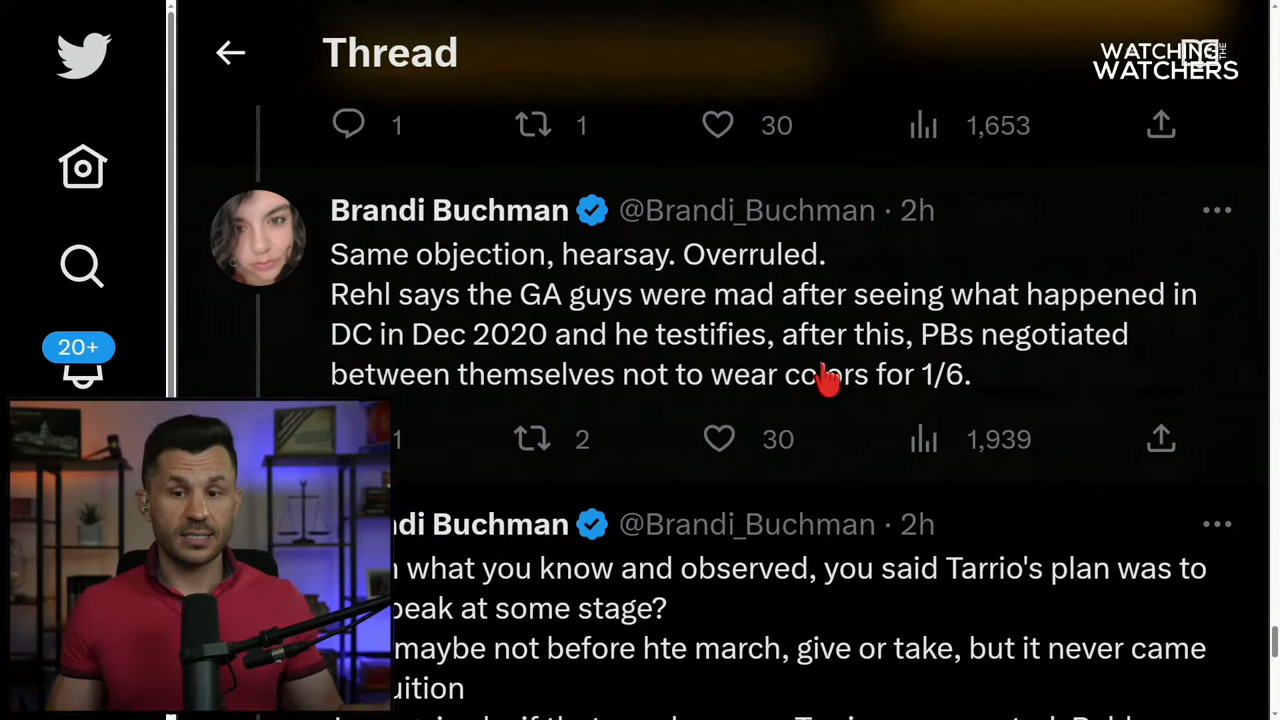 Thread
WATCHING THE
WATCHERS
1 1 30 1,653
Brandi Buchman @Brandi_Buchman · 2h
Same objection, hearsay. Overruled.
Rehl says the GA guys were mad after seeing what happened in
DC in Dec 2020 and he testifies, after this, PBs negotiated
between themselves not to wear colors for 1/6.
20+
1 2 30 1,939
di Buchman @Brandi_Buchman · 2h
what you know and observed, you said Tarrio's plan was to
peak at some stage?
maybe not before hte march, give or take, but it never came
uition